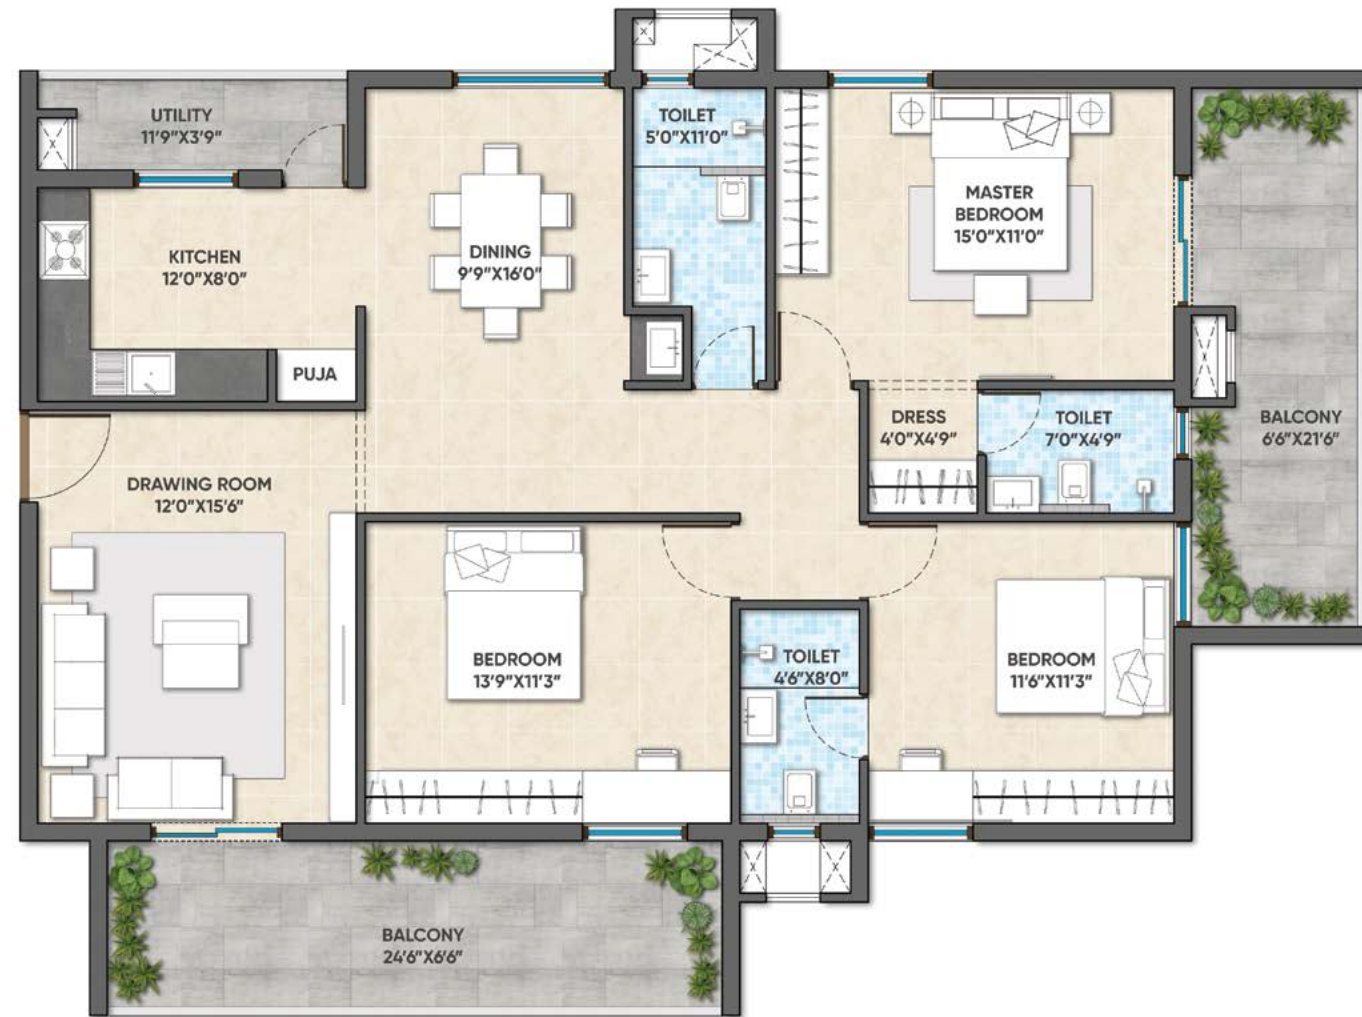 UTILITY
11'9"X3'9"
TOILET
5'0"X11'0"
MASTER
BEDROOM
15'0"X11'0"
KITCHEN
12'0"X8'0"
DINING
9'9"X16'0"
PUJA
DRESS
4'0"X4'9"
TOILET
7'0"X4'9"
BALCONY
6'6"X21'6"
DRAWING ROOM
12'0"X15'6"
BEDROOM
13'9"X11'3"
TOILET
4'6"X8'0"
BEDROOM
11'6"X11'3"
BALCONY
24'6"X6'6"